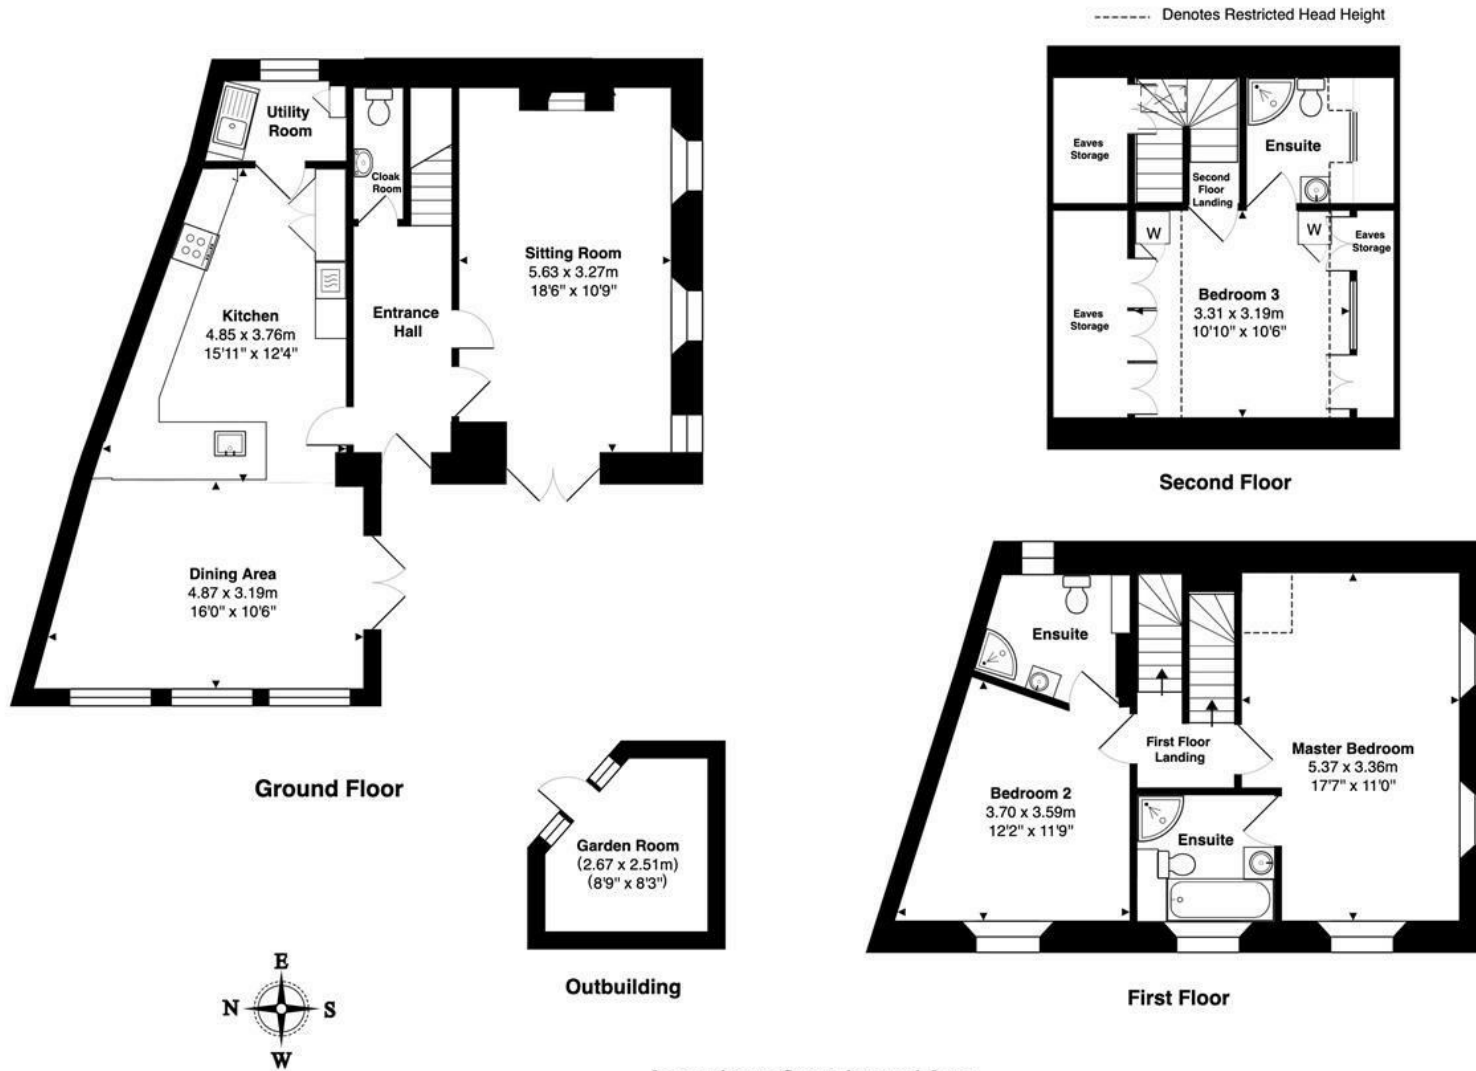 Denotes Restricted Head Height
Utility
Room
Cloak
Room
Sitting Room
5.63 x 3.27m
18'6" x 10'9"
Kitchen
4.85 x 3.76m
15'11" x 12'4"
Entrance
Hall
Dining Area
4.87 x 3.19m
16'0" x 10'6"
Ground Floor
Eaves
Storage
Second
Floor
Landing
Ensuite
W
W
Eaves
Storage
Eaves
Storage
Bedroom 3
3.31 x 3.19m
10'10" x 10'6"
Second Floor
Ensuite
First Floor
Landing
Master Bedroom
5.37 x 3.36m
17'7" x 11'0"
Bedroom 2
3.70 x 3.59m
12'2" x 11'9"
Ensuite
First Floor
Garden Room
(2.67 x 2.51m)
(8'9" x 8'3")
Outbuilding
E
N
S
W